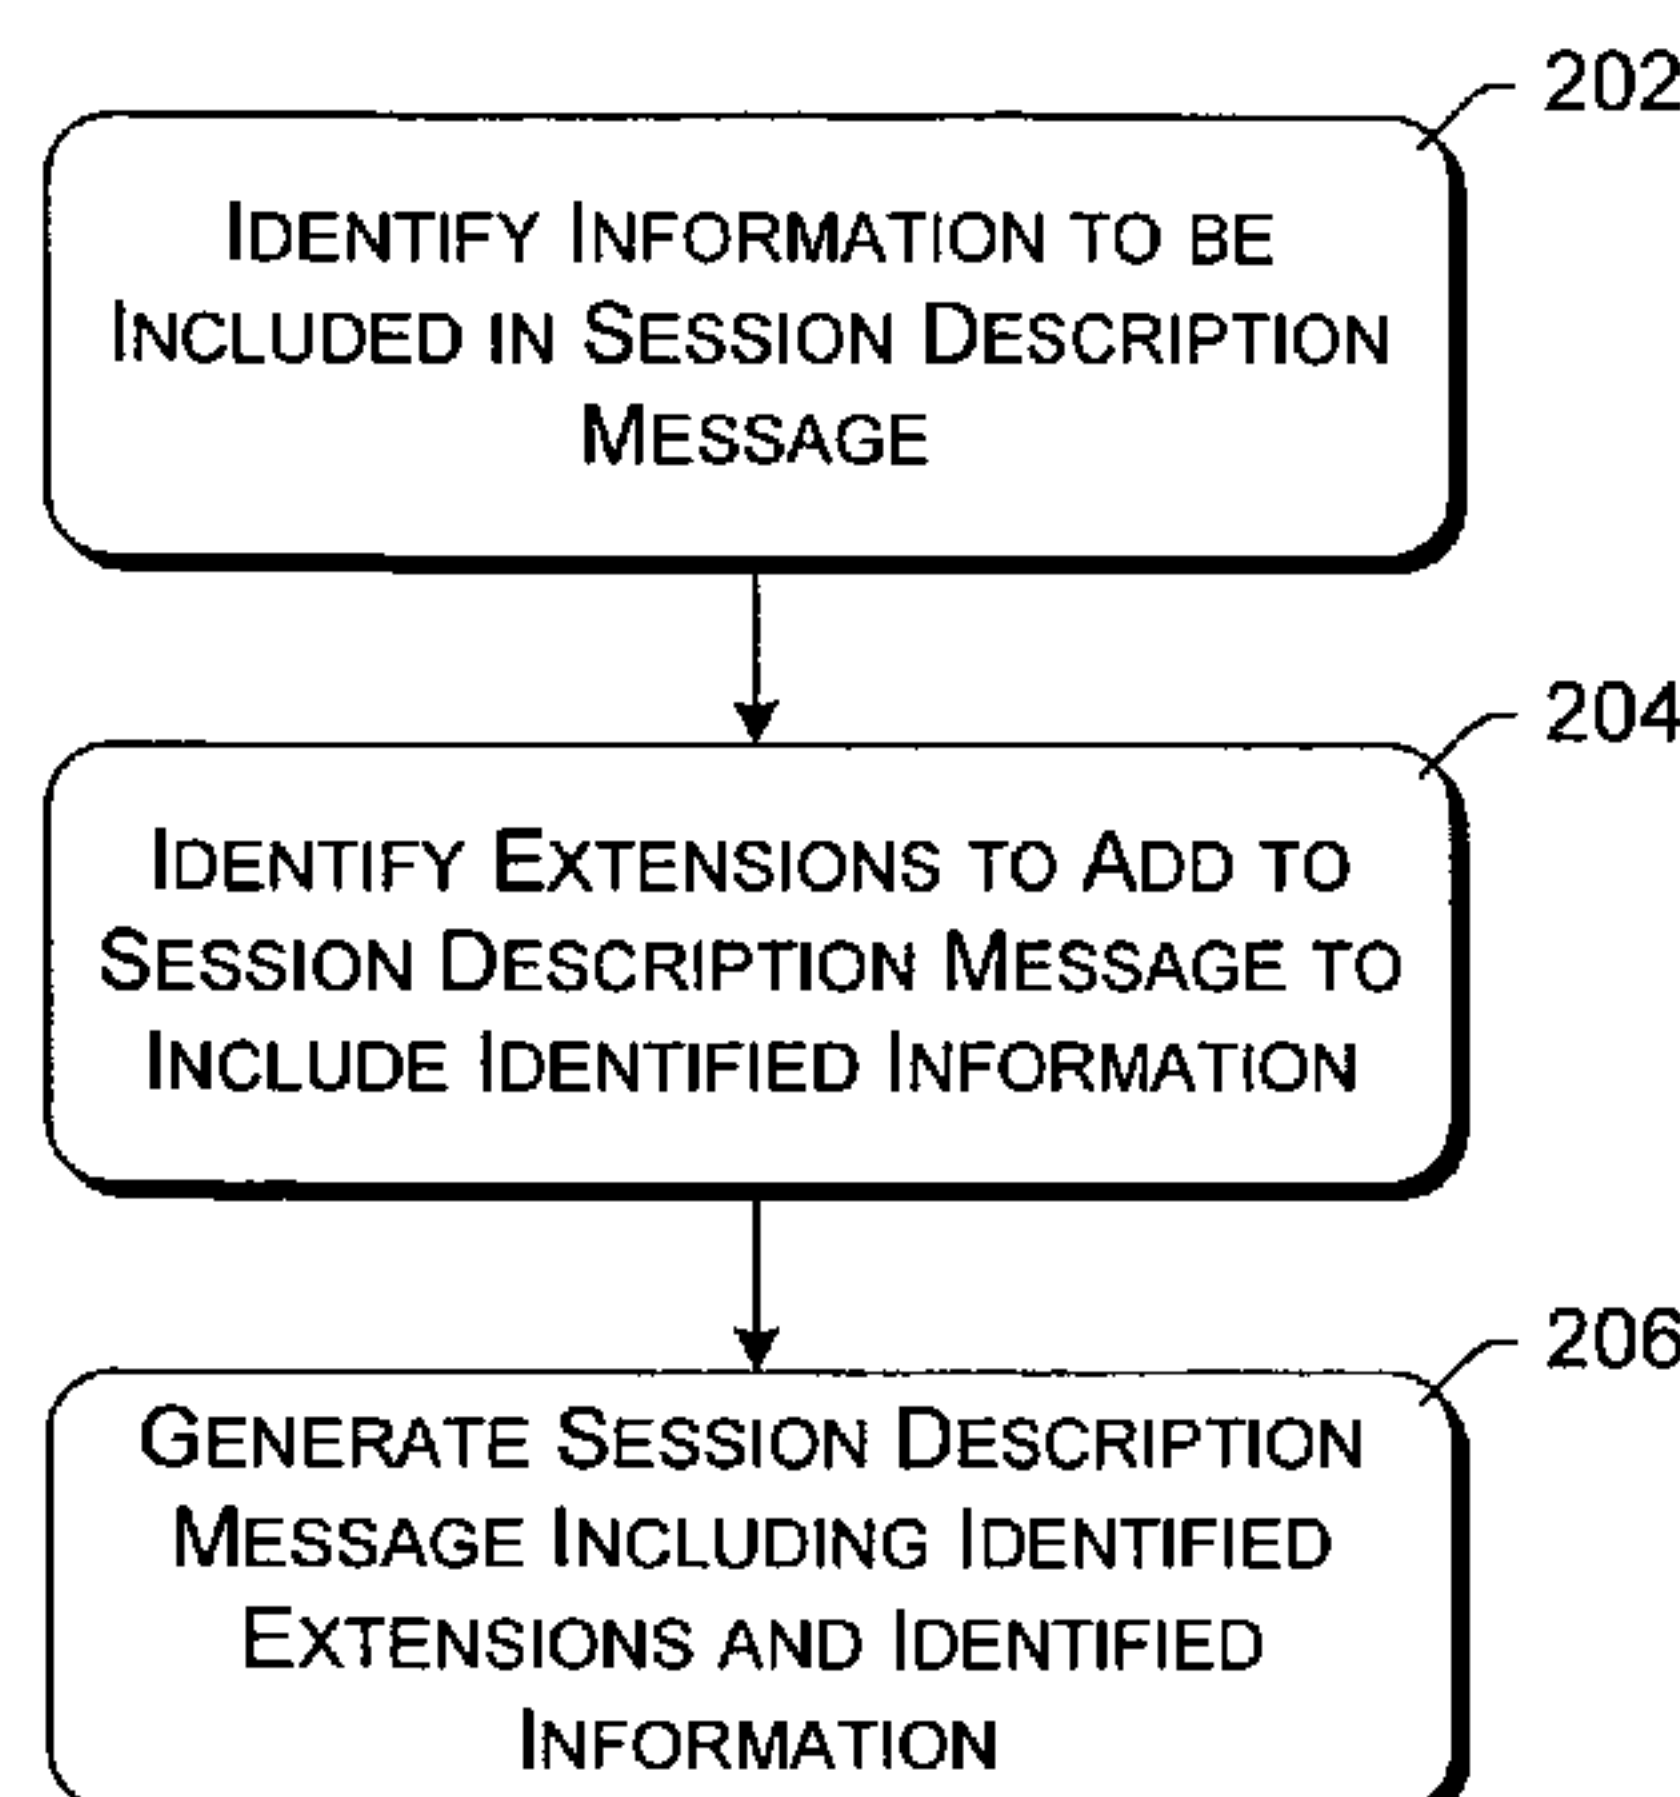 202
IDENTIFY INFORMATION TO BE
INCLUDED IN SESSION DESCRIPTION
MESSAGE
204
IDENTIFY EXTENSIONS TO ADD TO
SESSION DESCRIPTION MESSAGE TO
INCLUDE IDENTIFIED INFORMATION
206
GENERATE SESSION DESCRIPTION
MESSAGE INCLUDING IDENTIFIED
EXTENSIONS AND IDENTIFIED
INFORMATION